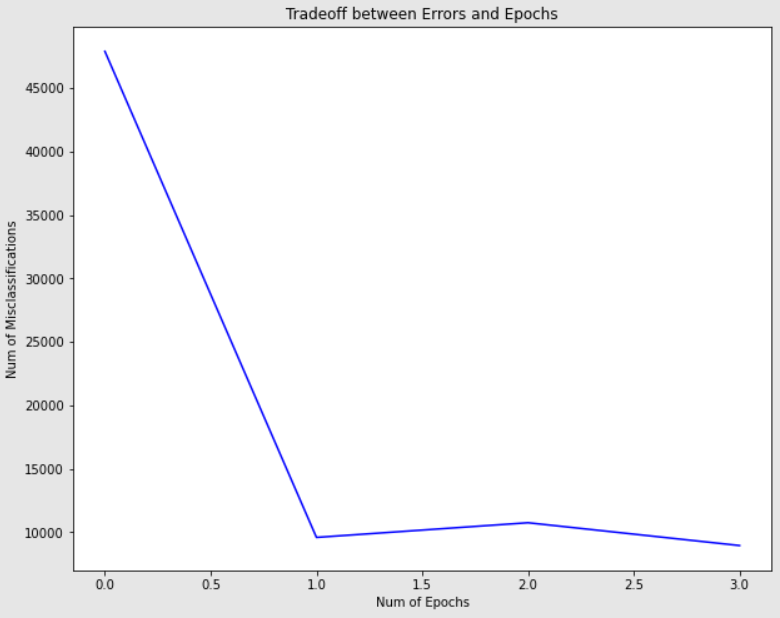 Tradeoff between Errors and Epochs
45000
40000
35000
30000
25000
20000
15000
10000
Num of Misclassifications
0.0 0.5 1.0 1.5 2.0 2.5 3.0
Num of Epochs